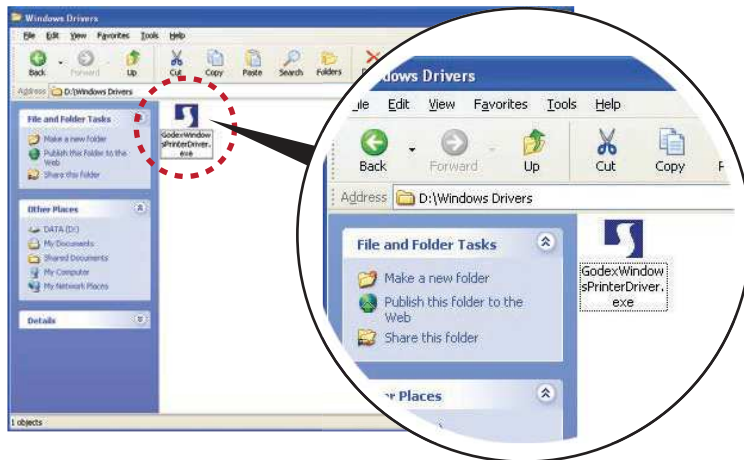 Windows Drivers
File Edit View Favorites Tools Help
Back Forward Up Cut Copy Paste Search Folders
Address D:\Windows Drivers
File and Folder Tasks
Make a new folder
Publish this folder to the
Web
Share this folder
Other Places
DATA (D:)
My Documents
Shared Documents
My Computer
My Network Places
Details
GodexWindow
sPrinterDriver.
exe
1 objects
dows Drivers
ile Edit View Favorites Tools Help
Back Forward Up Cut Copy F
Address D:\Windows Drivers
File and Folder Tasks
Make a new folder
Publish this folder to the
Web
Share this folder
er Places
GodexWindow
sPrinterDriver.
exe